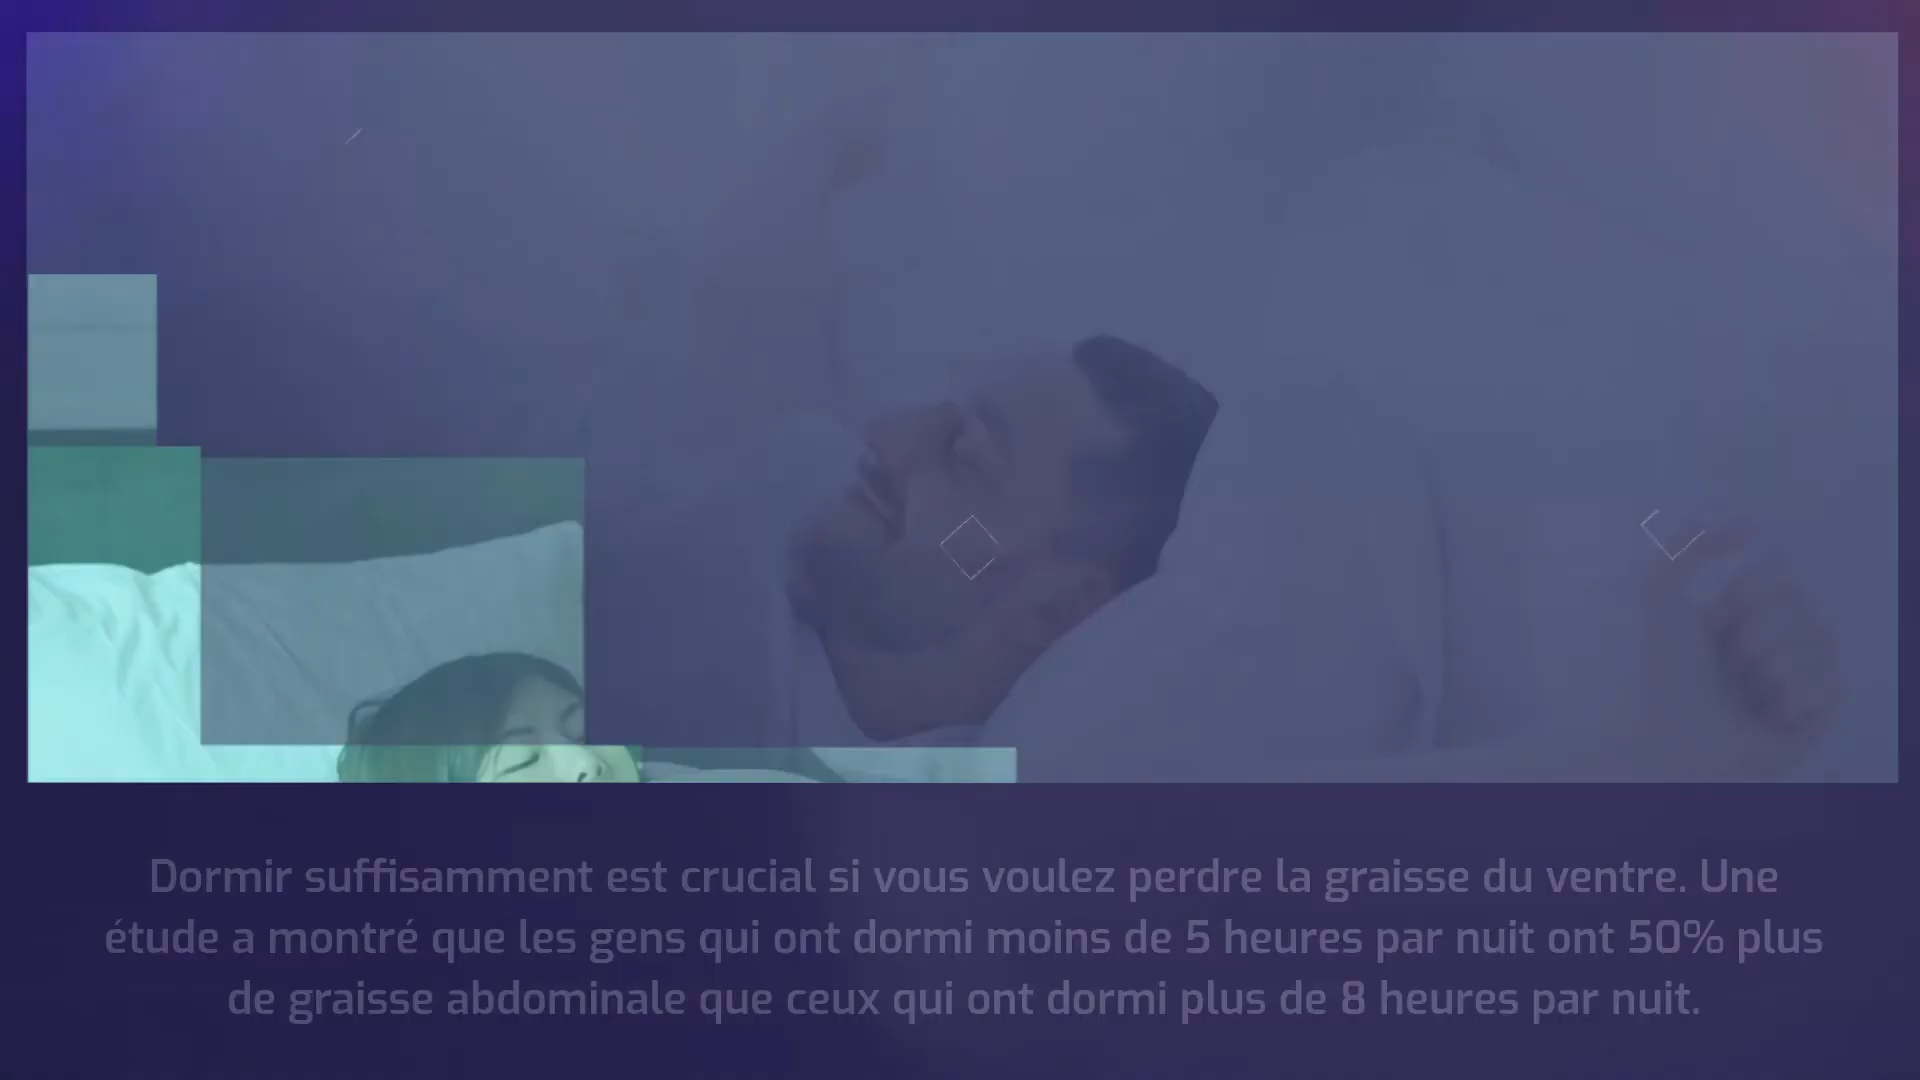 Dormir suffisamment est crucial si vous voulez perdre la graisse du ventre. Une
étude a montré que les gens qui ont dormi moins de 5 heures par nuit ont 50% plus
de graisse abdominale que ceux qui ont dormi plus de 8 heures par nuit.